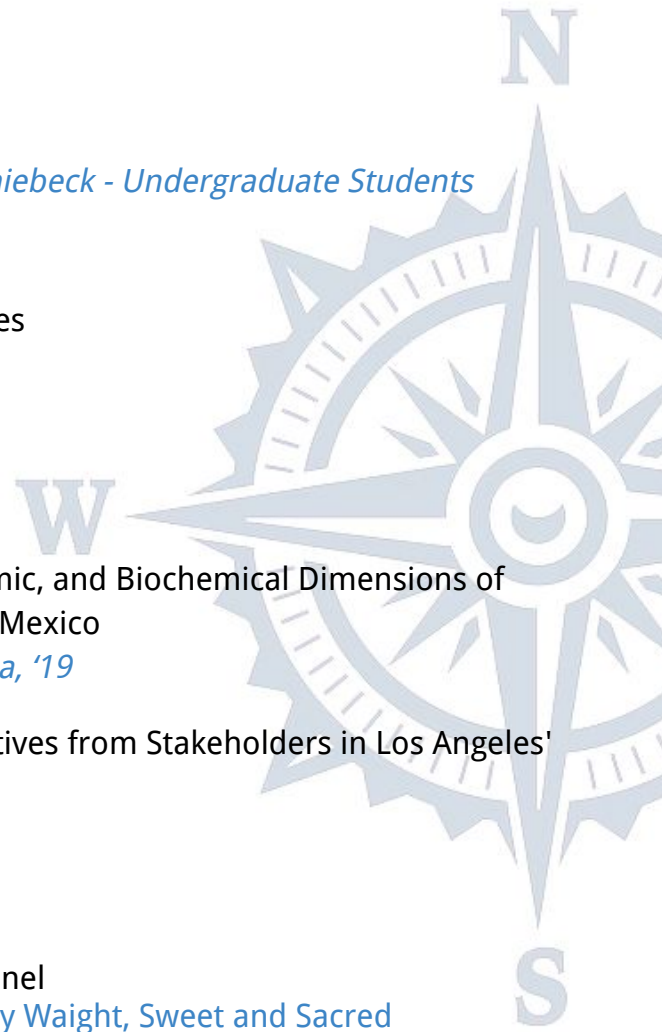 N
niebeck - Undergraduate Students
es
W
mic, and Biochemical Dimensions of
Mexico
a, ‘19
tives from Stakeholders in Los Angeles'
nel
y Waight, Sweet and Sacred
S